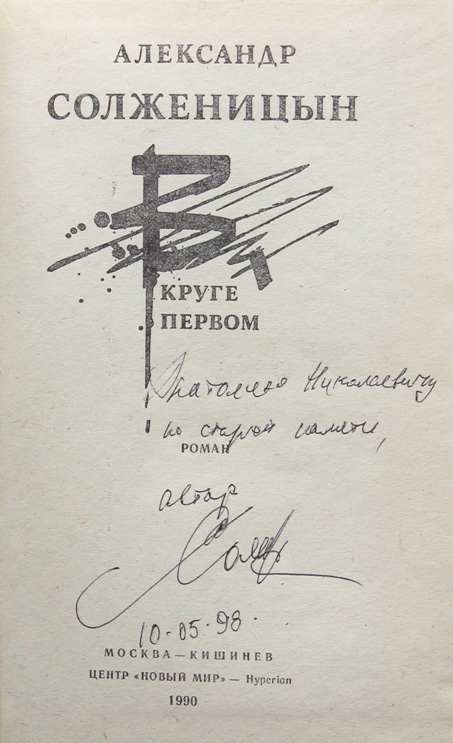 АЛЕКСАНДР
СОЛЖЕНИЦЫН
В
КРУГЕ
ПЕРВОМ
Анатолию Николаевичу
по старой памяти,
РОМАН
автор
10.05.98.
МОСКВА — КИШИНЕВ
ЦЕНТР «НОВЫЙ МИР» — Hyperion
1990